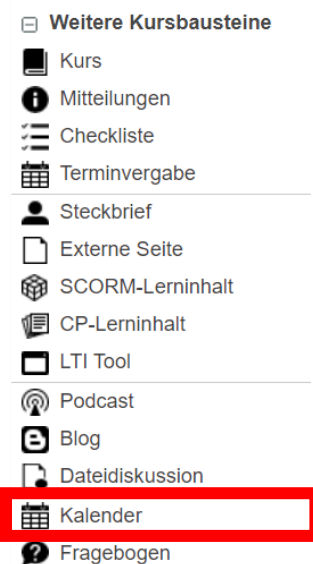 Weitere Kursbausteine
Kurs
Mitteilungen
Checkliste
Terminvergabe
Steckbrief
Externe Seite
SCORM-Lerninhalt
CP-Lerninhalt
LTI Tool
Podcast
Blog
Dateidiskussion
Kalender
Fragebogen